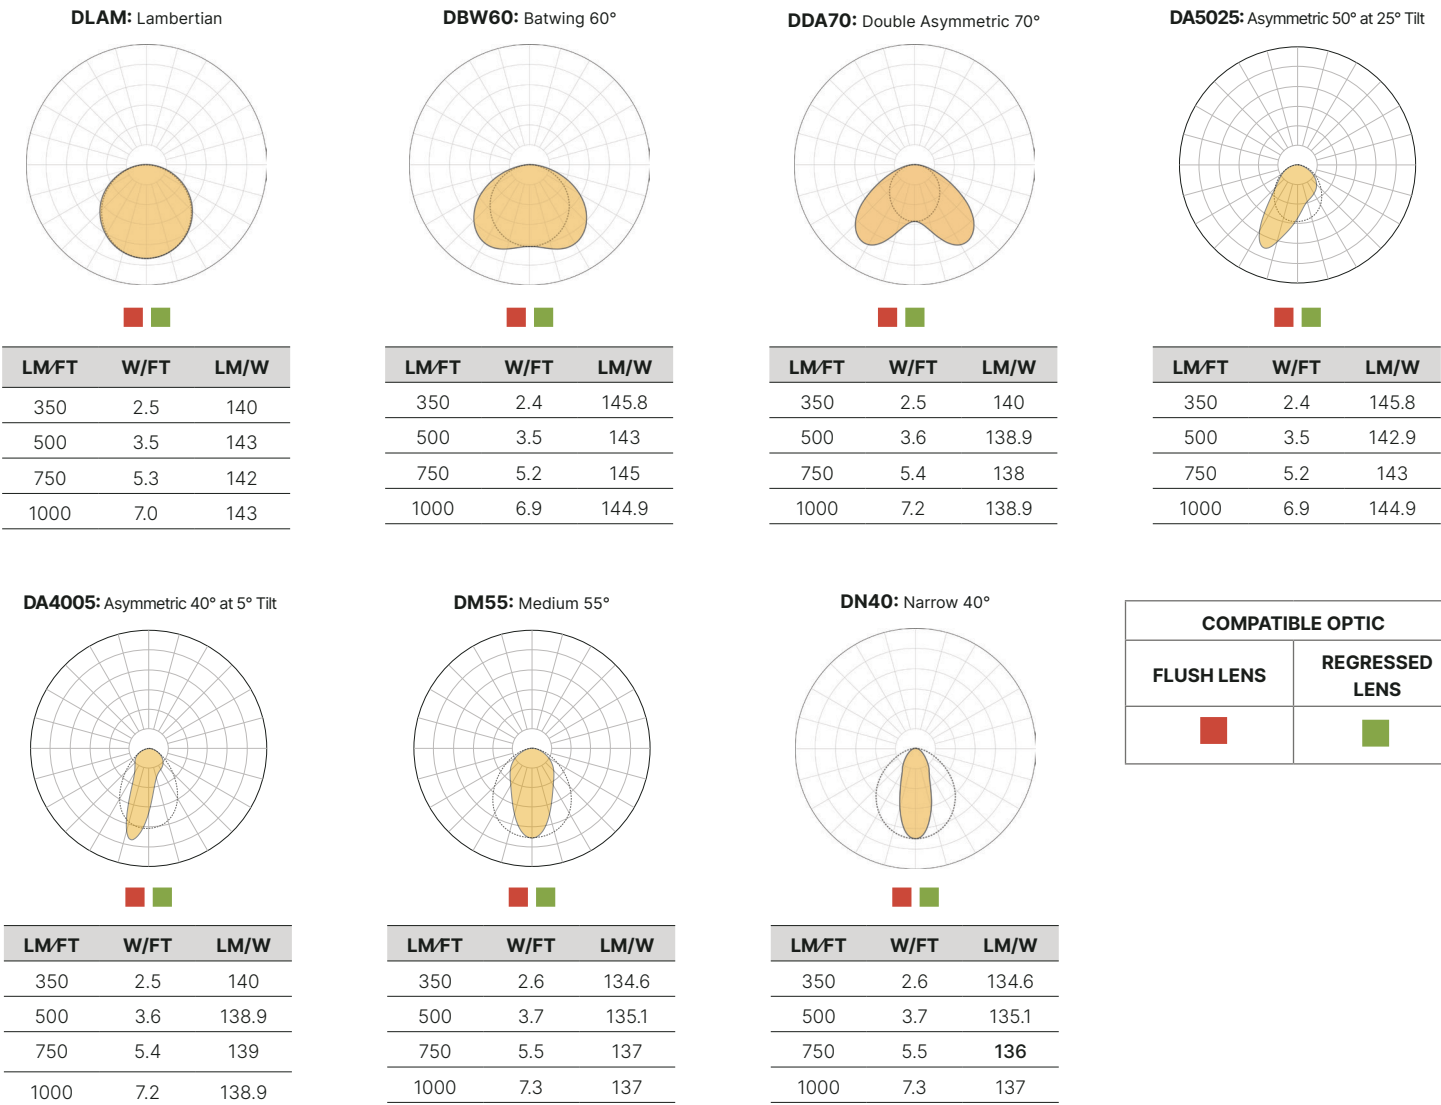 DLAM: Lambertian
LM/FT W/FT LM/W
350 2.5 140
500 3.5 143
750 5.3 142
1000 7.0 143
DBW60: Batwing 60°
LM/FT W/FT LM/W
350 2.4 145.8
500 3.5 143
750 5.2 145
1000 6.9 144.9
DDA70: Double Asymmetric 70°
LM/FT W/FT LM/W
350 2.5 140
500 3.6 138.9
750 5.4 138
1000 7.2 138.9
DA5025: Asymmetric 50° at 25° Tilt
LM/FT W/FT LM/W
350 2.4 145.8
500 3.5 142.9
750 5.2 143
1000 6.9 144.9
DA4005: Asymmetric 40° at 5° Tilt
LM/FT W/FT LM/W
350 2.5 140
500 3.6 138.9
750 5.4 139
1000 7.2 138.9
DM55: Medium 55°
LM/FT W/FT LM/W
350 2.6 134.6
500 3.7 135.1
750 5.5 137
1000 7.3 137
DN40: Narrow 40°
LM/FT W/FT LM/W
350 2.6 134.6
500 3.7 135.1
750 5.5 136
1000 7.3 137
COMPATIBLE OPTIC
FLUSH LENS
REGRESSED
LENS